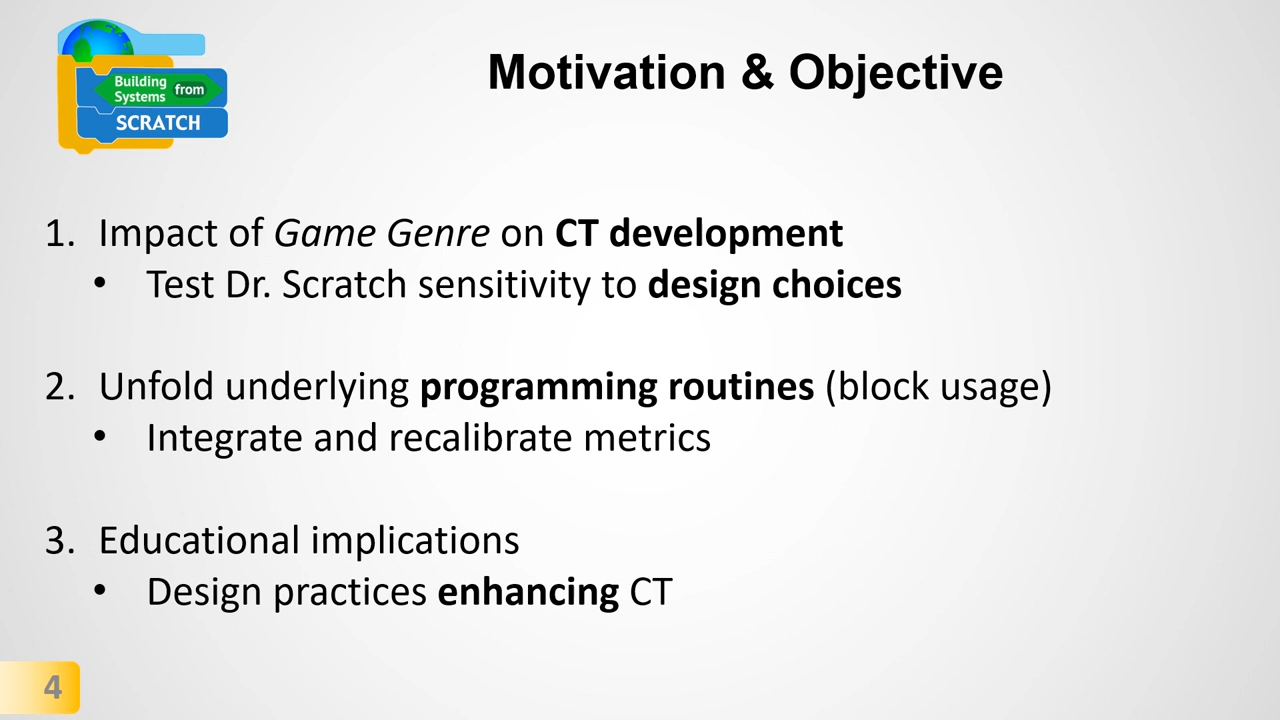 Building
Systems from
SCRATCH
Motivation & Objective
1. Impact of Game Genre on CT development
• Test Dr. Scratch sensitivity to design choices
2. Unfold underlying programming routines (block usage)
• Integrate and recalibrate metrics
3. Educational implications
• Design practices enhancing CT
4